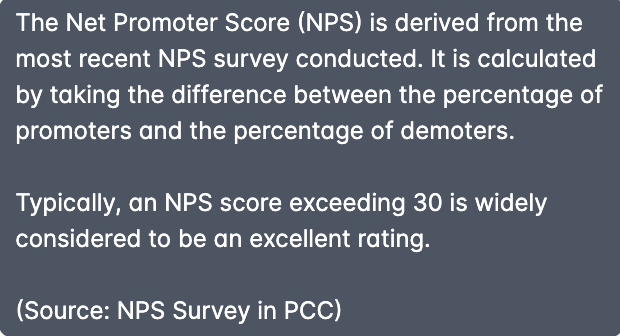 The Net Promoter Score (NPS) is derived from the
most recent NPS survey conducted. It is calculated
by taking the difference between the percentage of
promoters and the percentage of demoters.
Typically, an NPS score exceeding 30 is widely
considered to be an excellent rating.
(Source: NPS Survey in PCC)